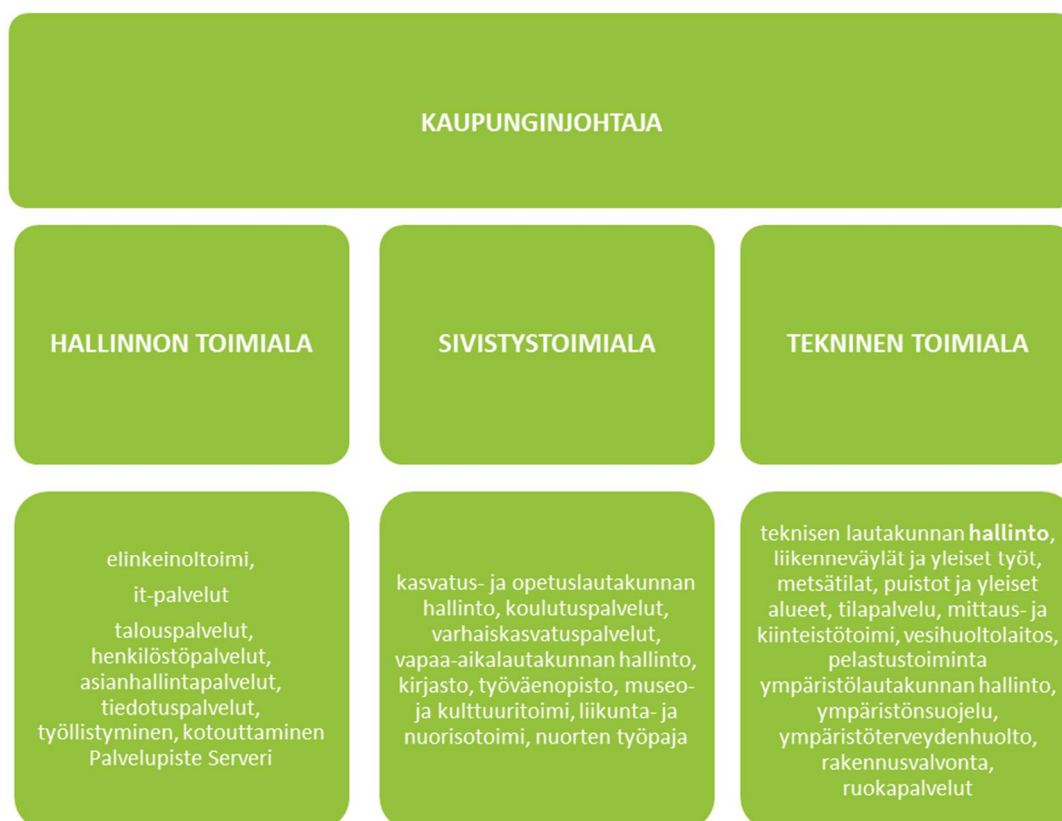 KAUPUNGINJOHTAJA
HALLINNON TOIMIALA
SIVISTYSTOIMIALA
TEKNINEN TOIMIALA
elinkeinoltoimi,
it-palvelut
talouspalvelut,
henkilöstöpalvelut,
asianhallintapalvelut,
tiedotuspalvelut,
työllistyminen, kotouttaminen
Palvelupiste Serveri
kasvatus- ja opetuslautakunnan
hallinto, koulutuspalvelut,
varhaiskasvatuspalvelut,
vapaa-aikalautakunnan hallinto,
kirjasto, työväenopisto, museo-
ja kulttuuritoimi, liikunta- ja
nuorisotoimi, nuorten työpaja
teknisen lautakunnan hallinto,
liikenneväylät ja yleiset työt,
metsätilat, puistot ja yleiset
alueet, tilapalvelu, mittaus- ja
kiinteistötoimi, vesihuoltolaitos,
pelastustoiminta
ympäristölautakunnan hallinto,
ympäristönsuojelu,
ympäristöterveydenhuolto,
rakennusvalvonta,
ruokapalvelut